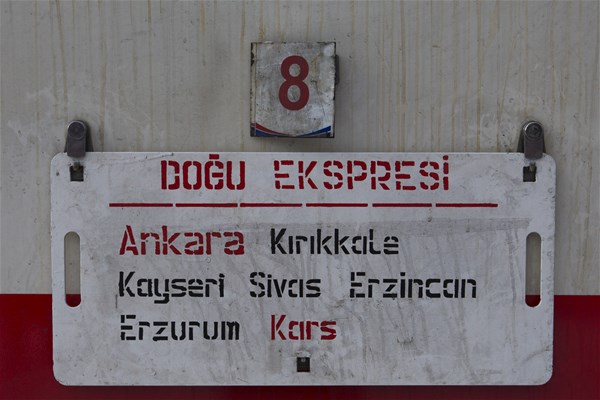 8
DOĞU EKSPRESİ
Ankara Kırıkkale
Kayseri Sivas Erzincan
Erzurum Kars